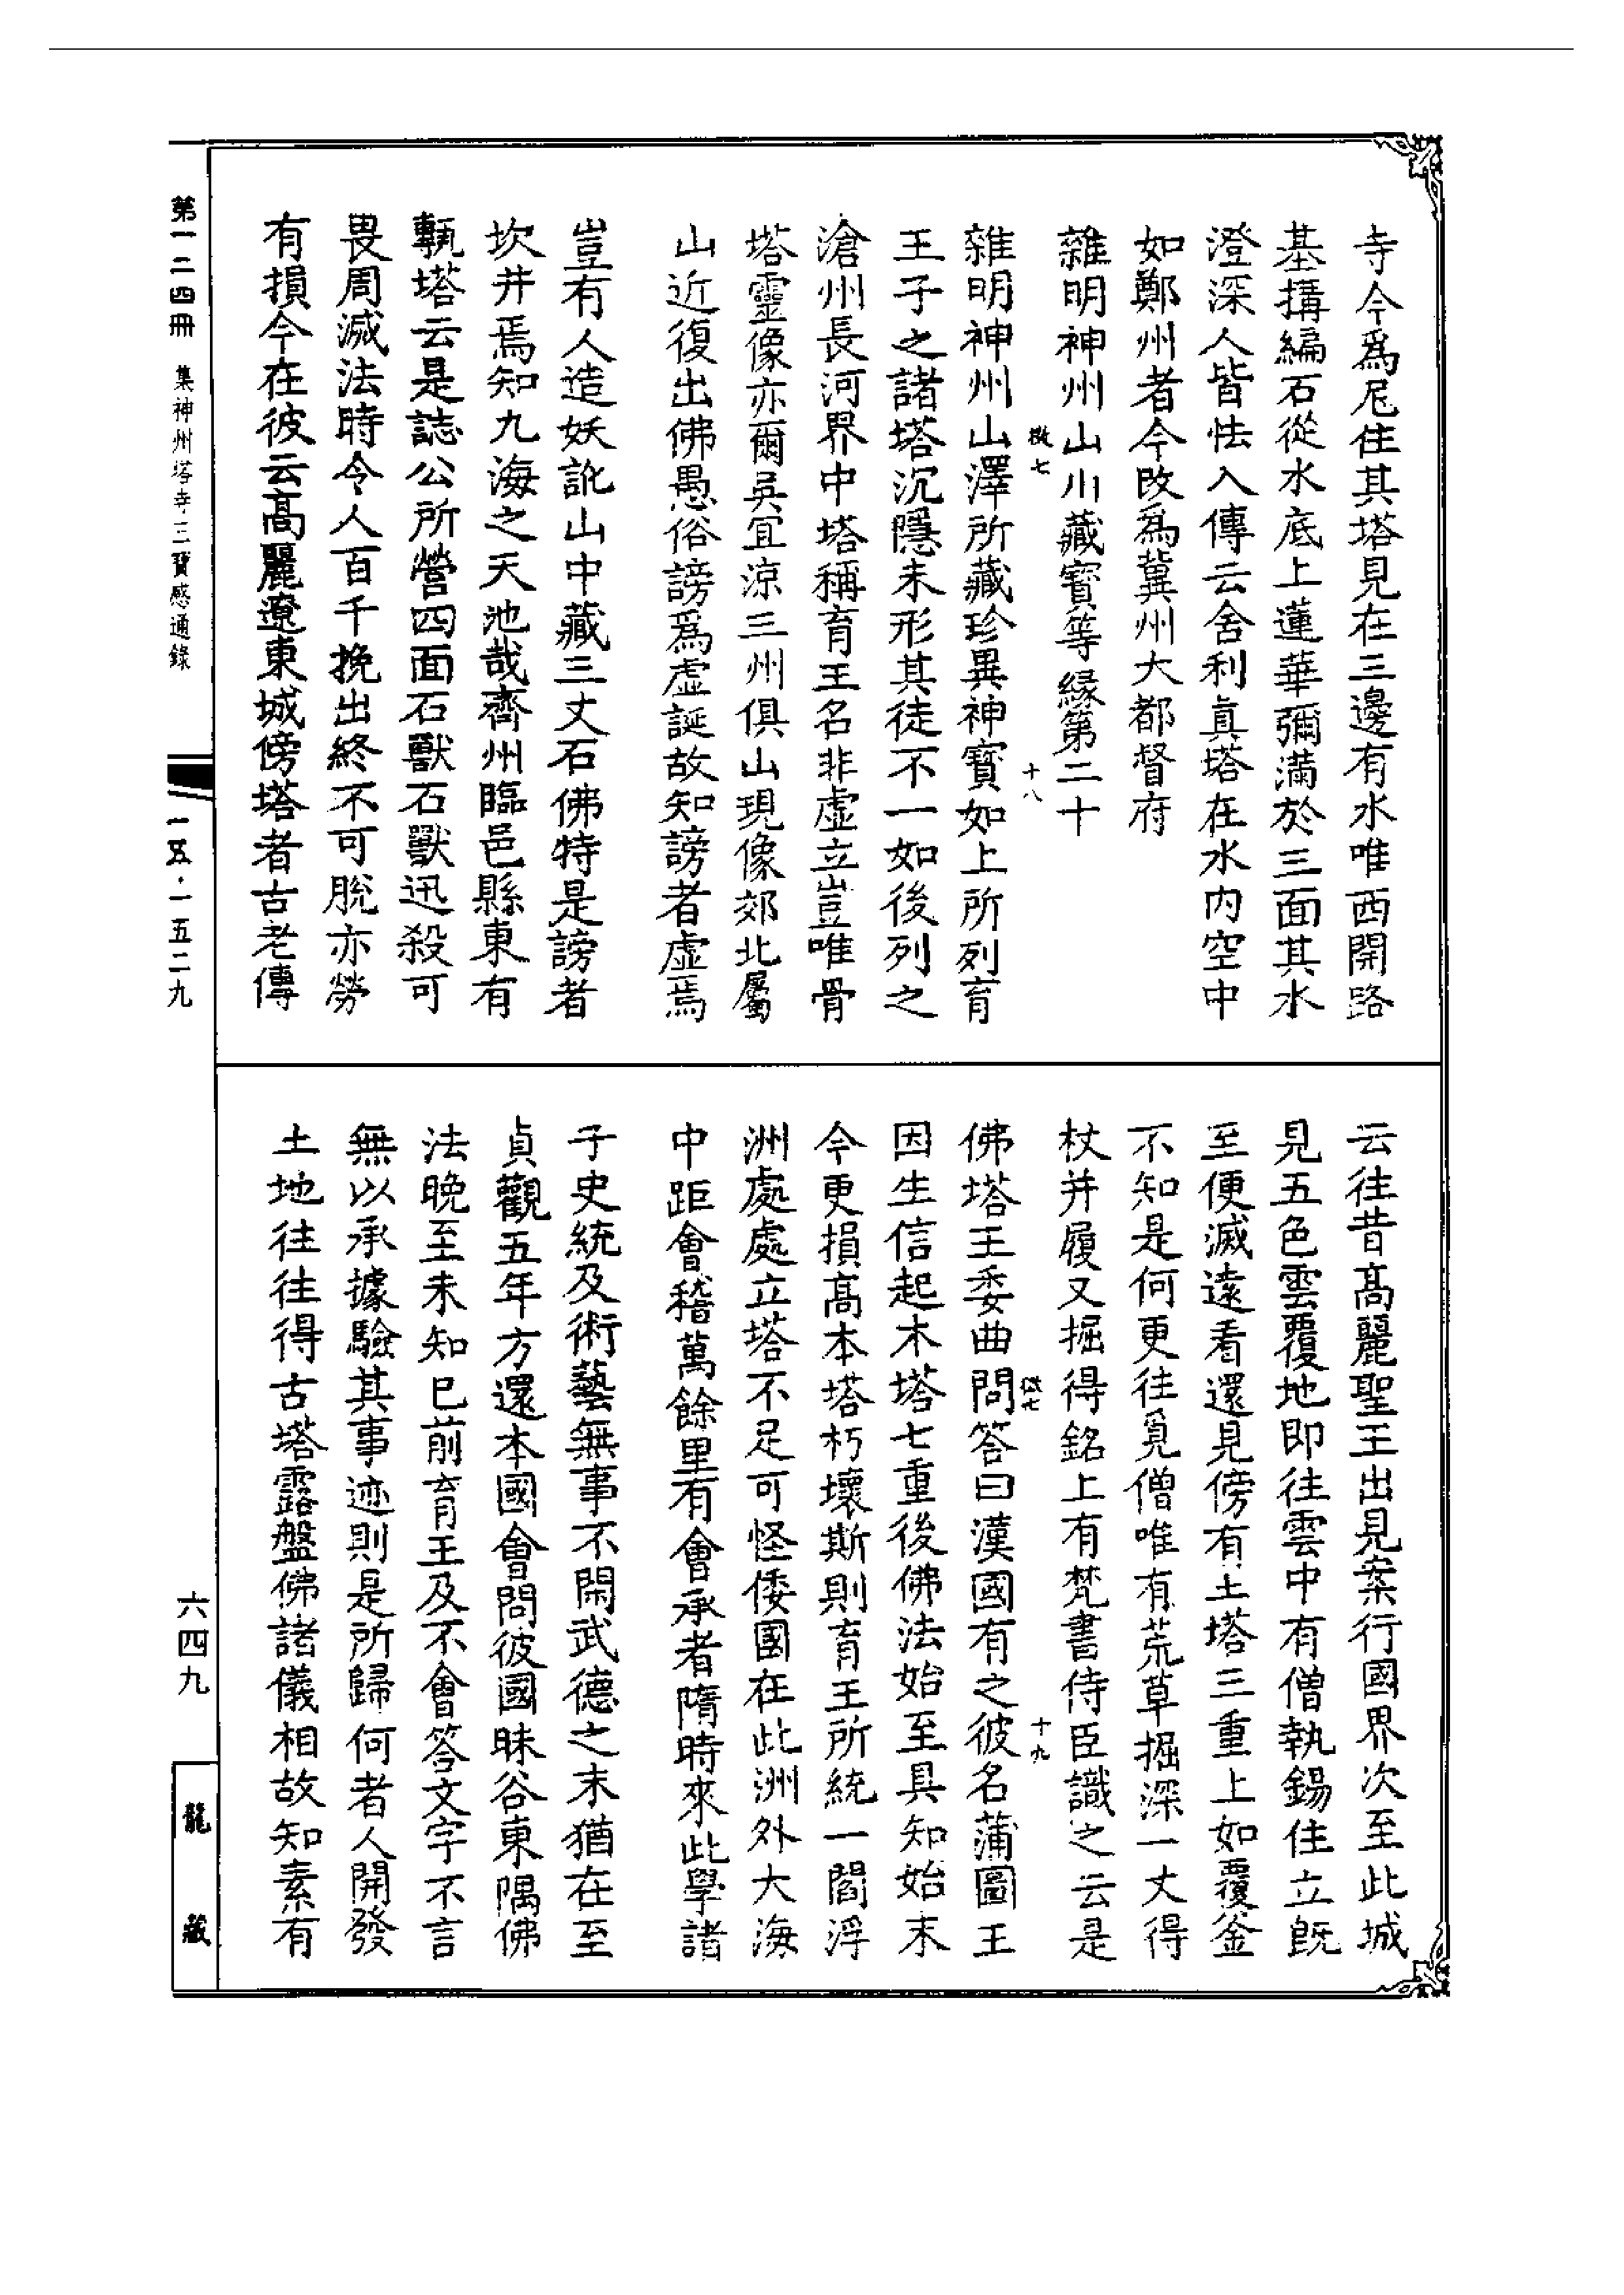 寺今爲尼住其塔見在三邊有水唯西開路
基搆編石從水底上蓮華彌滿於三面其水
澄深人皆怯入傳云舍利眞塔在水內空中
如鄭州者今改爲冀州大都督府
雜明神州山川藏寶等緣第二十
十八
雜明神州山澤所藏珍異神寶如上所列育
王子之諸塔沉隱未形其徒不一如後列之
滄州長河界中塔稱育王名非虛立豈唯骨
塔靈像亦爾吳宜涼三州俱山現像郊北屬
山近復出佛愚俗謗爲虛誕故知謗者虛焉
豈有人造妖訛山中藏三丈石佛特是謗者
坎井焉知九海之天池哉齊州臨邑縣東有
甎塔云是誌公所營四面石獸石獸迅殺可
畏周滅法時令人百千挽出終不可脫亦勞
有損今在彼云高麗遼東城傍塔者古老傳
云往昔高麗聖王出見案行國界次至此城
見五色雲覆地即往雲中有僧執錫住立既
至便滅遠看還見傍有土塔三重上如覆釜
不知是何更往覓僧唯有荒草掘深一丈得
杖并履又掘得銘上有梵書侍臣識之云是
十九
佛塔王委曲問答曰漢國有之彼名蒲圖王
因生信起木塔七重後佛法始至具知始末
今更損高本塔朽壞斯則育王所統一閻浮
洲處處立塔不足可怪倭國在此洲外大海
中距會稽萬餘里有會承者隋時來此學諸
子史統及術藝無事不閑武德之末猶在至
貞觀五年方還本國會問彼國昧谷東隅佛
法晚至未知已前育王及不會答文字不言
無以承據驗其事迹則是所歸何者人開發
土地往往得古塔露盤佛諸儀相故知素有
第一二四冊 集神州塔寺三寶感通錄
一五·一五二九
六四九
龍藏